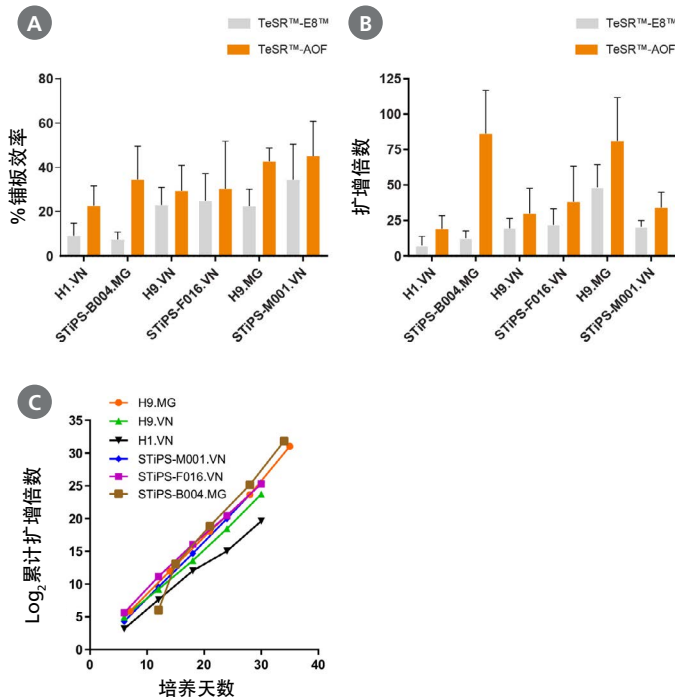 A
TeSR™-E8™
TeSR™-AOF
%铺板效率
80
60
40
20
0
H1.VN
STiPS-B004.MG
H9.VN
STiPS-F016.VN
H9.MG
STiPS-M001.VN
B
TeSR™-E8™
TeSR™-AOF
扩增倍数
125
100
75
50
25
0
H1.VN
STiPS-B004.MG
H9.VN
STiPS-F016.VN
H9.MG
STiPS-M001.VN
C
H9.MG
H9.VN
H1.VN
STiPS-M001.VN
STiPS-F016.VN
STiPS-B004.MG
Log₂累计扩增倍数
35
30
25
20
15
10
5
0
0 10 20 30 40
培养天数